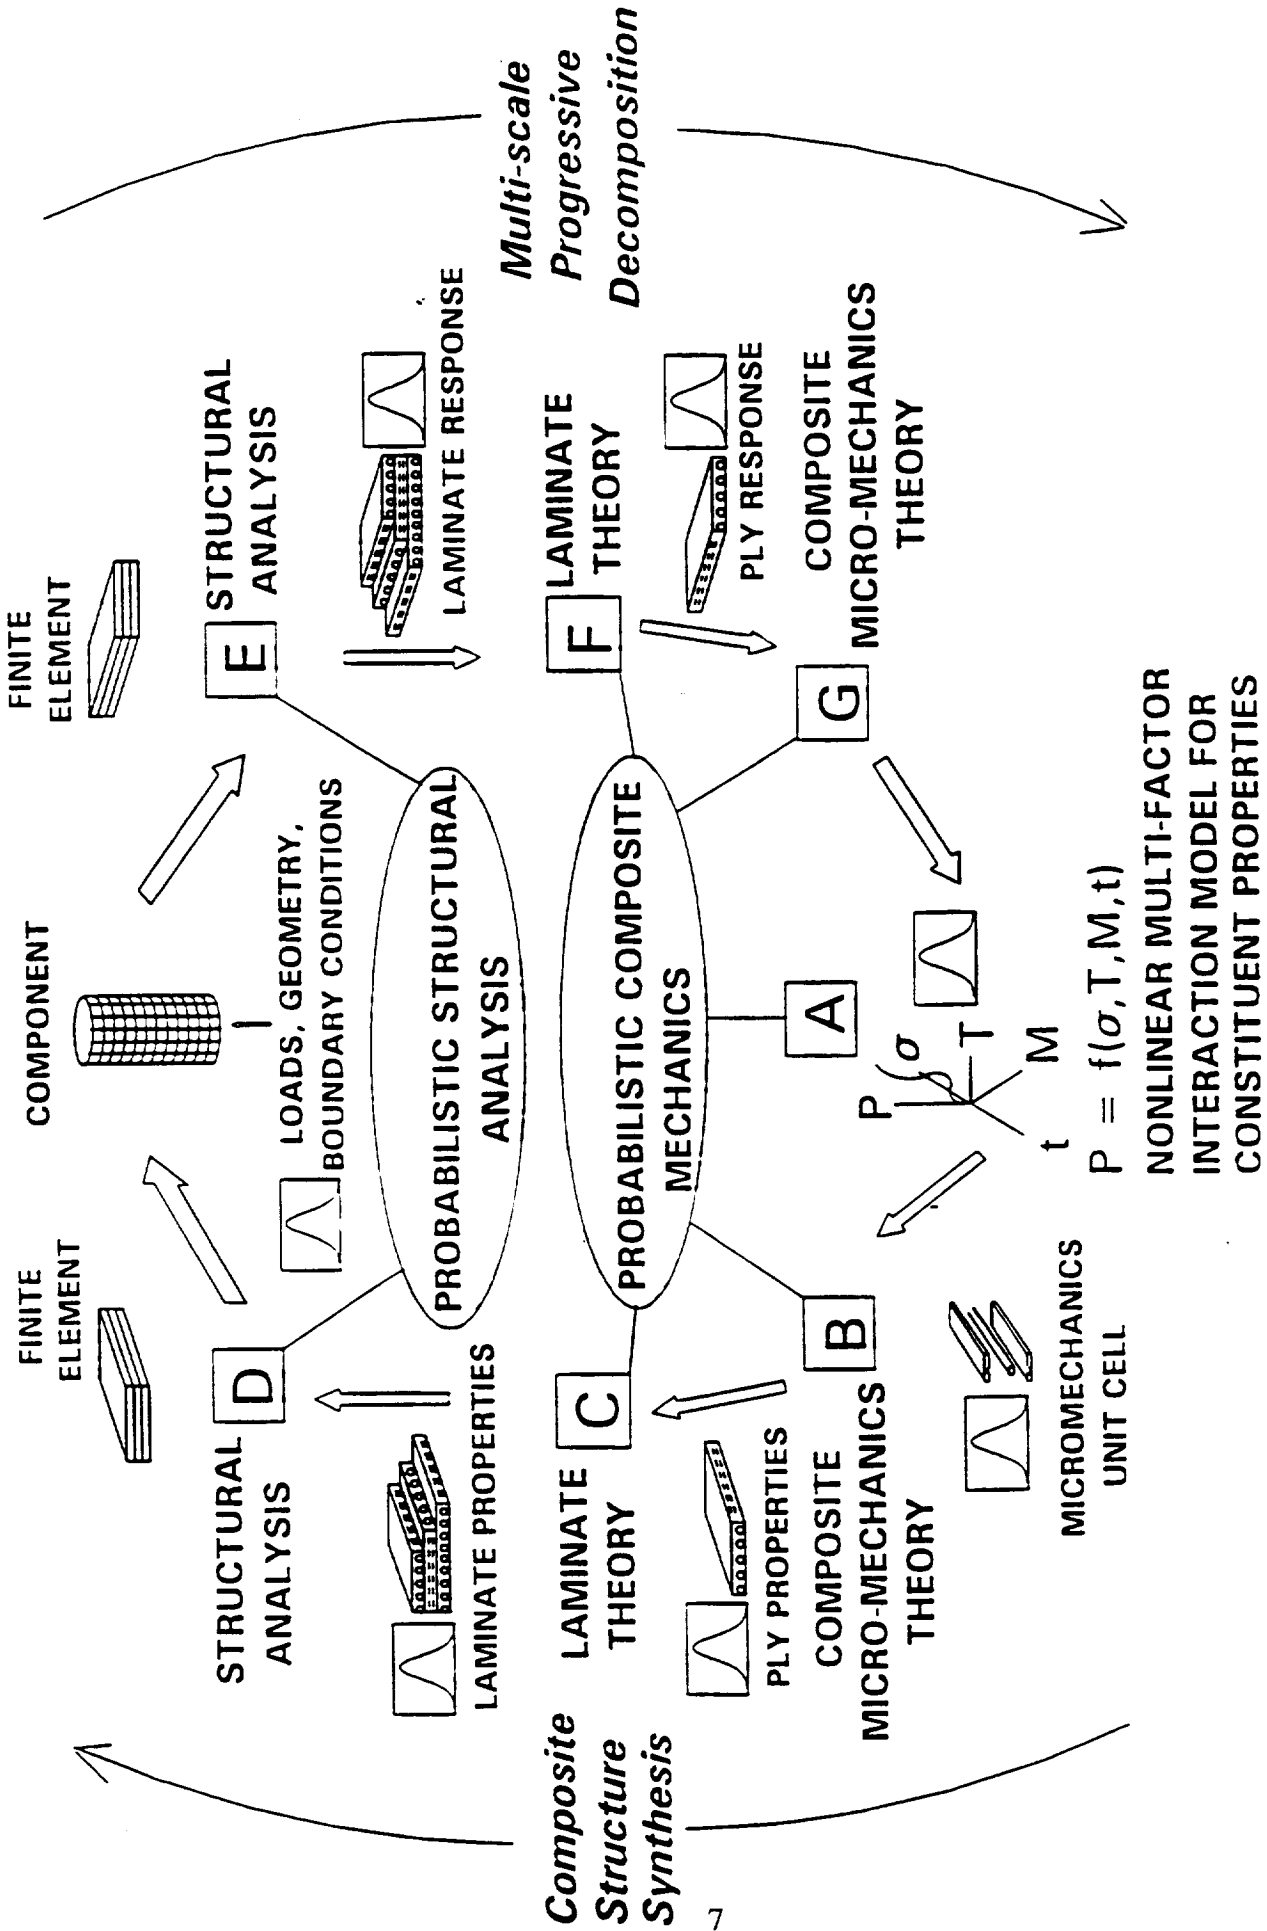 FINITE
ELEMENT
COMPONENT
FINITE
ELEMENT
D
STRUCTURAL
ANALYSIS
LOADS, GEOMETRY,
BOUNDARY CONDITIONS
E
STRUCTURAL
ANALYSIS
LAMINATE PROPERTIES
PROBABILISTIC STRUCTURAL
ANALYSIS
LAMINATE RESPONSE
Composite
Structure
Synthesis
Multi-scale
Progressive
Decomposition
C
LAMINATE
THEORY
PROBABILISTIC COMPOSITE
MECHANICS
F
LAMINATE
THEORY
PLY PROPERTIES
PLY RESPONSE
B
COMPOSITE
MICRO-MECHANICS
THEORY
A
G
COMPOSITE
MICRO-MECHANICS
THEORY
MICROMECHANICS
UNIT CELL
P
σ
T
M
t
P = f(σ,T,M,t)
NONLINEAR MULTI-FACTOR
INTERACTION MODEL FOR
CONSTITUENT PROPERTIES
7